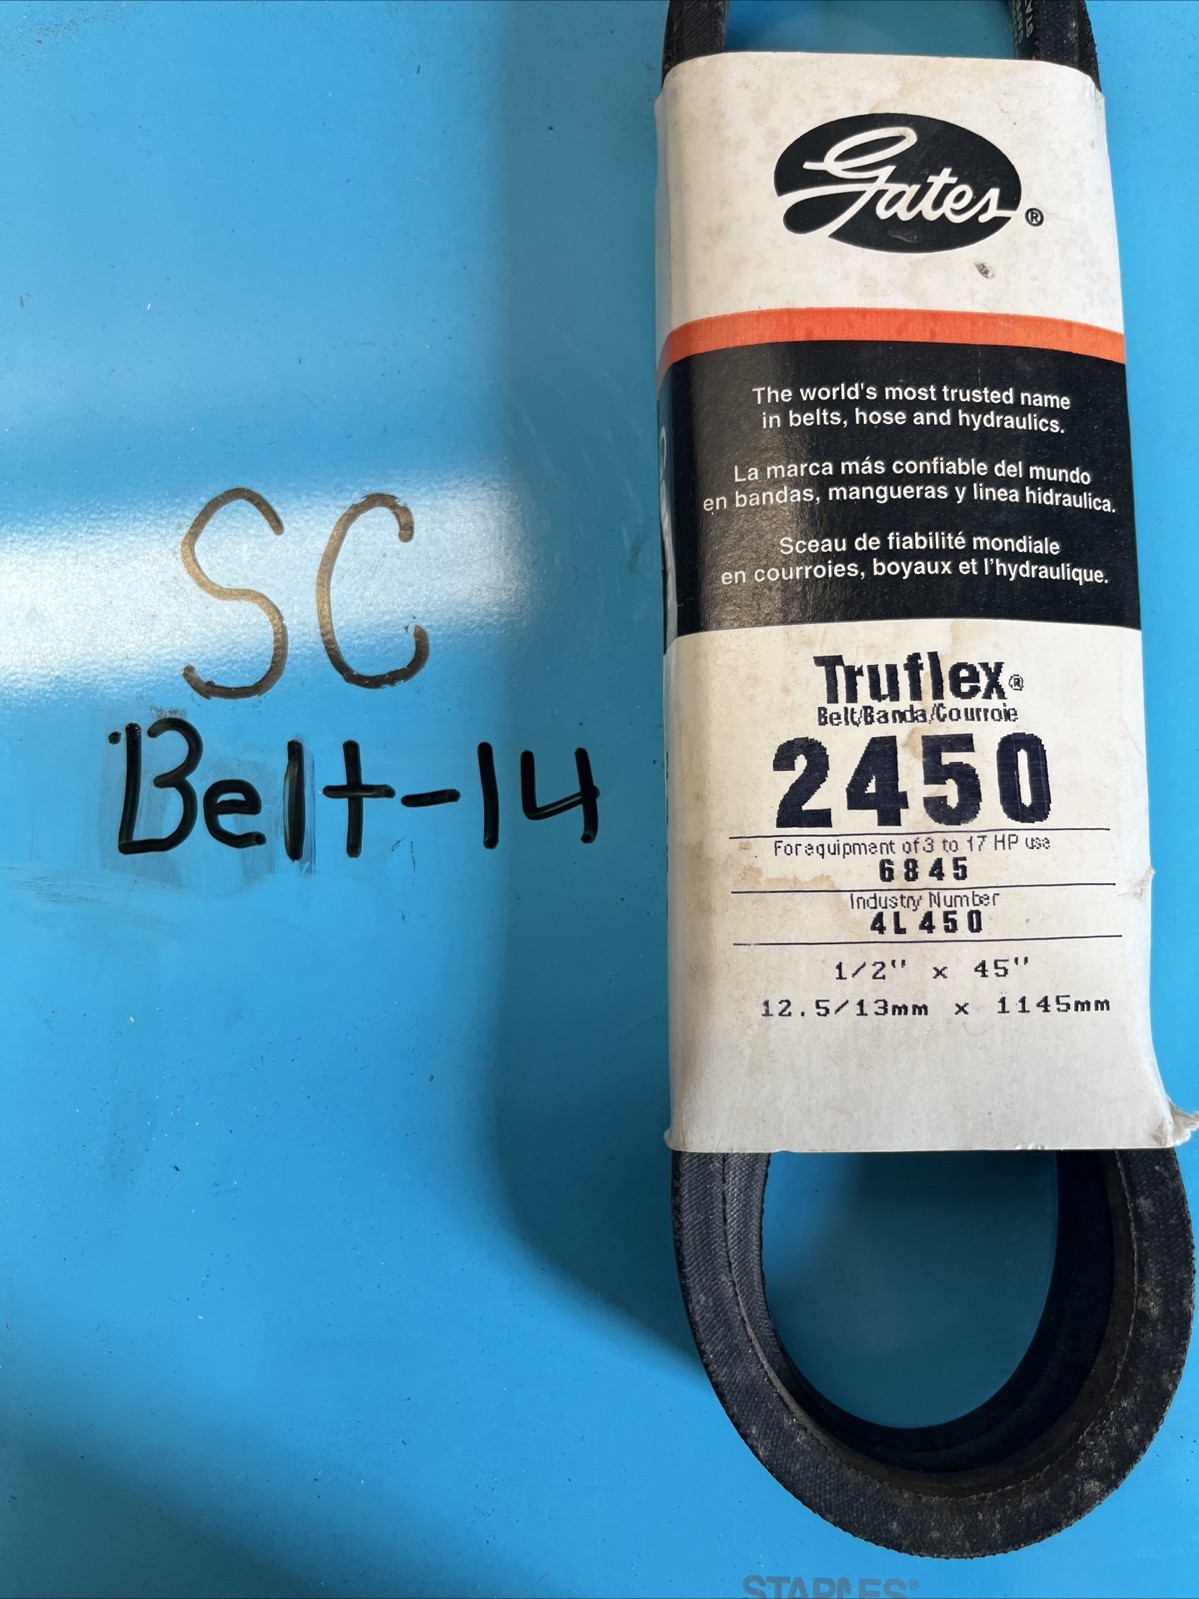 SC
Belt-14
Gates®
The world's most trusted name
in belts, hose and hydraulics.
La marca más confiable del mundo
en bandas, mangueras y linea hidraulica.
Sceau de fiabilité mondiale
en courroies, boyaux et l'hydraulique.
Truflex®
Belt/Banda/Courroie
2450
For equipment of 3 to 17 HP use
6845
Industry Number
4L450
1/2" x 45"
12.5/13mm x 1145mm
STAPLES®